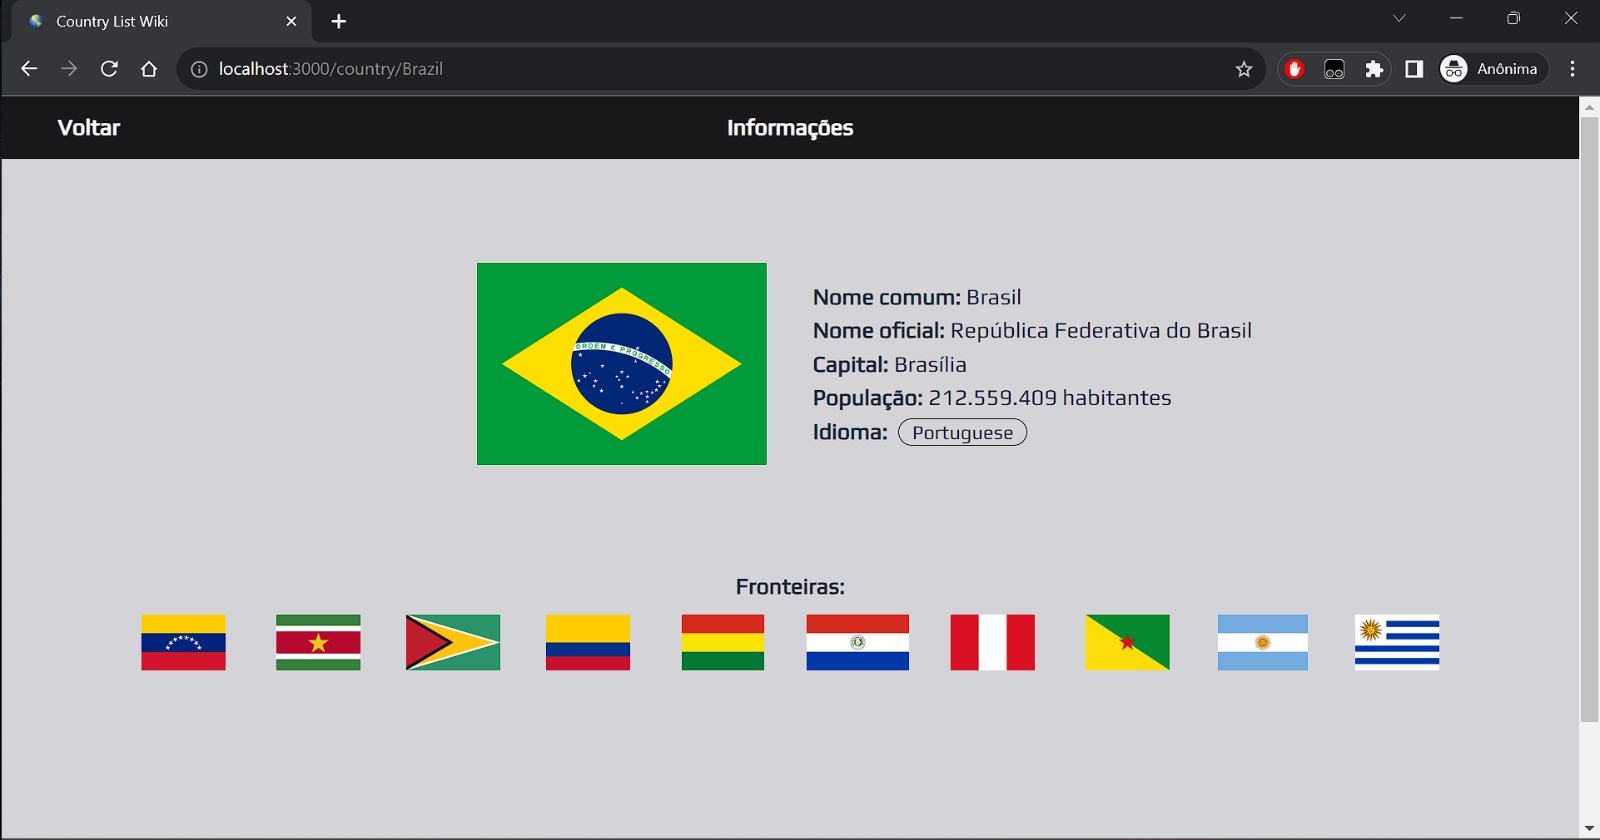 Country List Wiki
localhost:3000/country/Brazil
Anônima
Voltar
Informações
ORDEM E PROGRESSO
Nome comum: Brasil
Nome oficial: República Federativa do Brasil
Capital: Brasília
População: 212.559.409 habitantes
Idioma: Portuguese
Fronteiras: